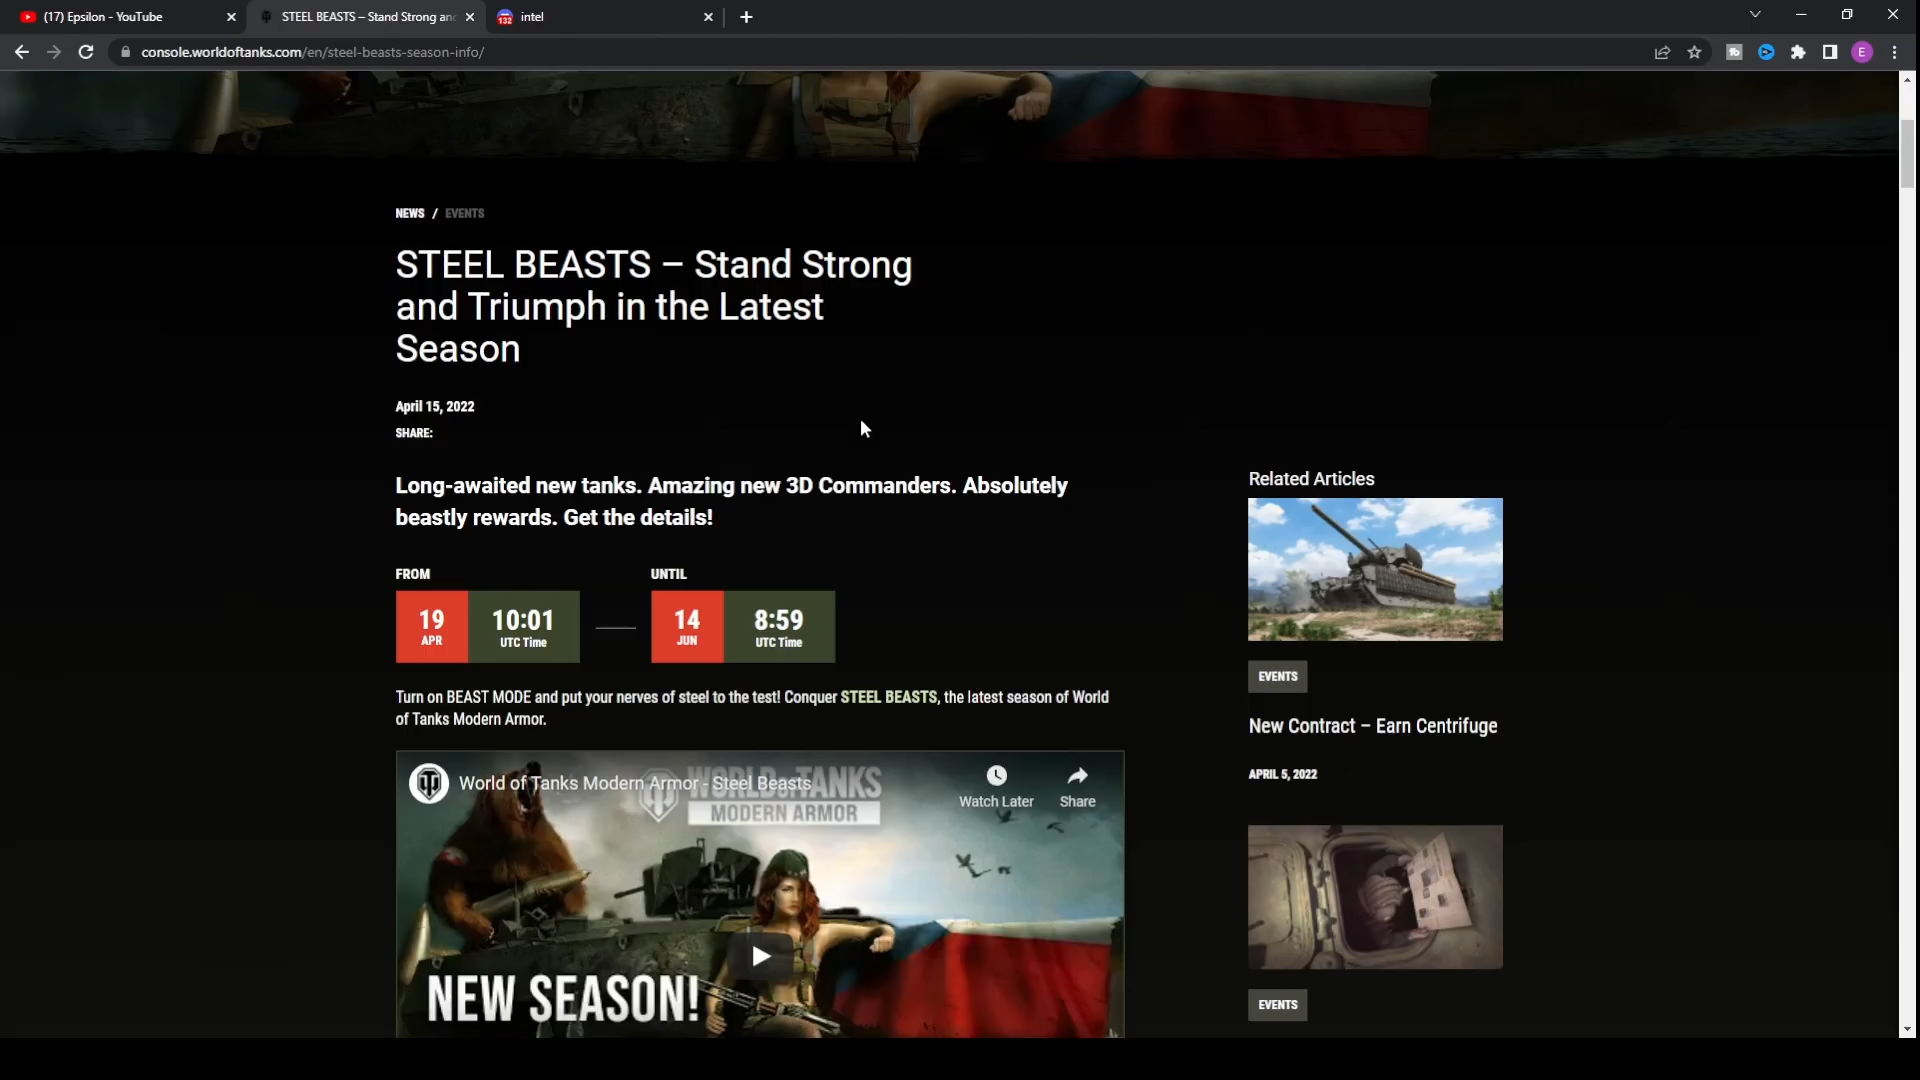 (17) Epsilon - YouTube
STEEL BEASTS – Stand Strong an
132
intel
console.worldoftanks.com/en/steel-beasts-season-info/
E
NEWS / EVENTS
STEEL BEASTS – Stand Strong
and Triumph in the Latest
Season
April 15, 2022
SHARE:
Long-awaited new tanks. Amazing new 3D Commanders. Absolutely
beastly rewards. Get the details!
FROM
UNTIL
19
APR
10:01
UTC Time
14
JUN
8:59
UTC Time
Turn on BEAST MODE and put your nerves of steel to the test! Conquer STEEL BEASTS, the latest season of World
of Tanks Modern Armor.
World of Tanks Modern Armor - Steel Beasts
WORLD OF TANKS
MODERN ARMOR
Watch Later
Share
NEW SEASON!
Related Articles
EVENTS
New Contract – Earn Centrifuge
APRIL 5, 2022
EVENTS